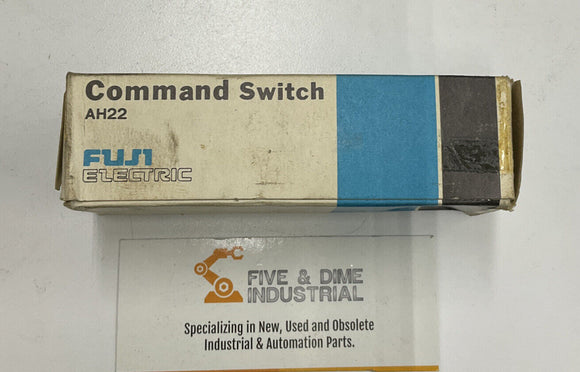 Command Switch
AH22
FUJI
ELECTRIC
FIVE & DIME
INDUSTRIAL
Specializing in New, Used and Obsolete
Industrial & Automation Parts.